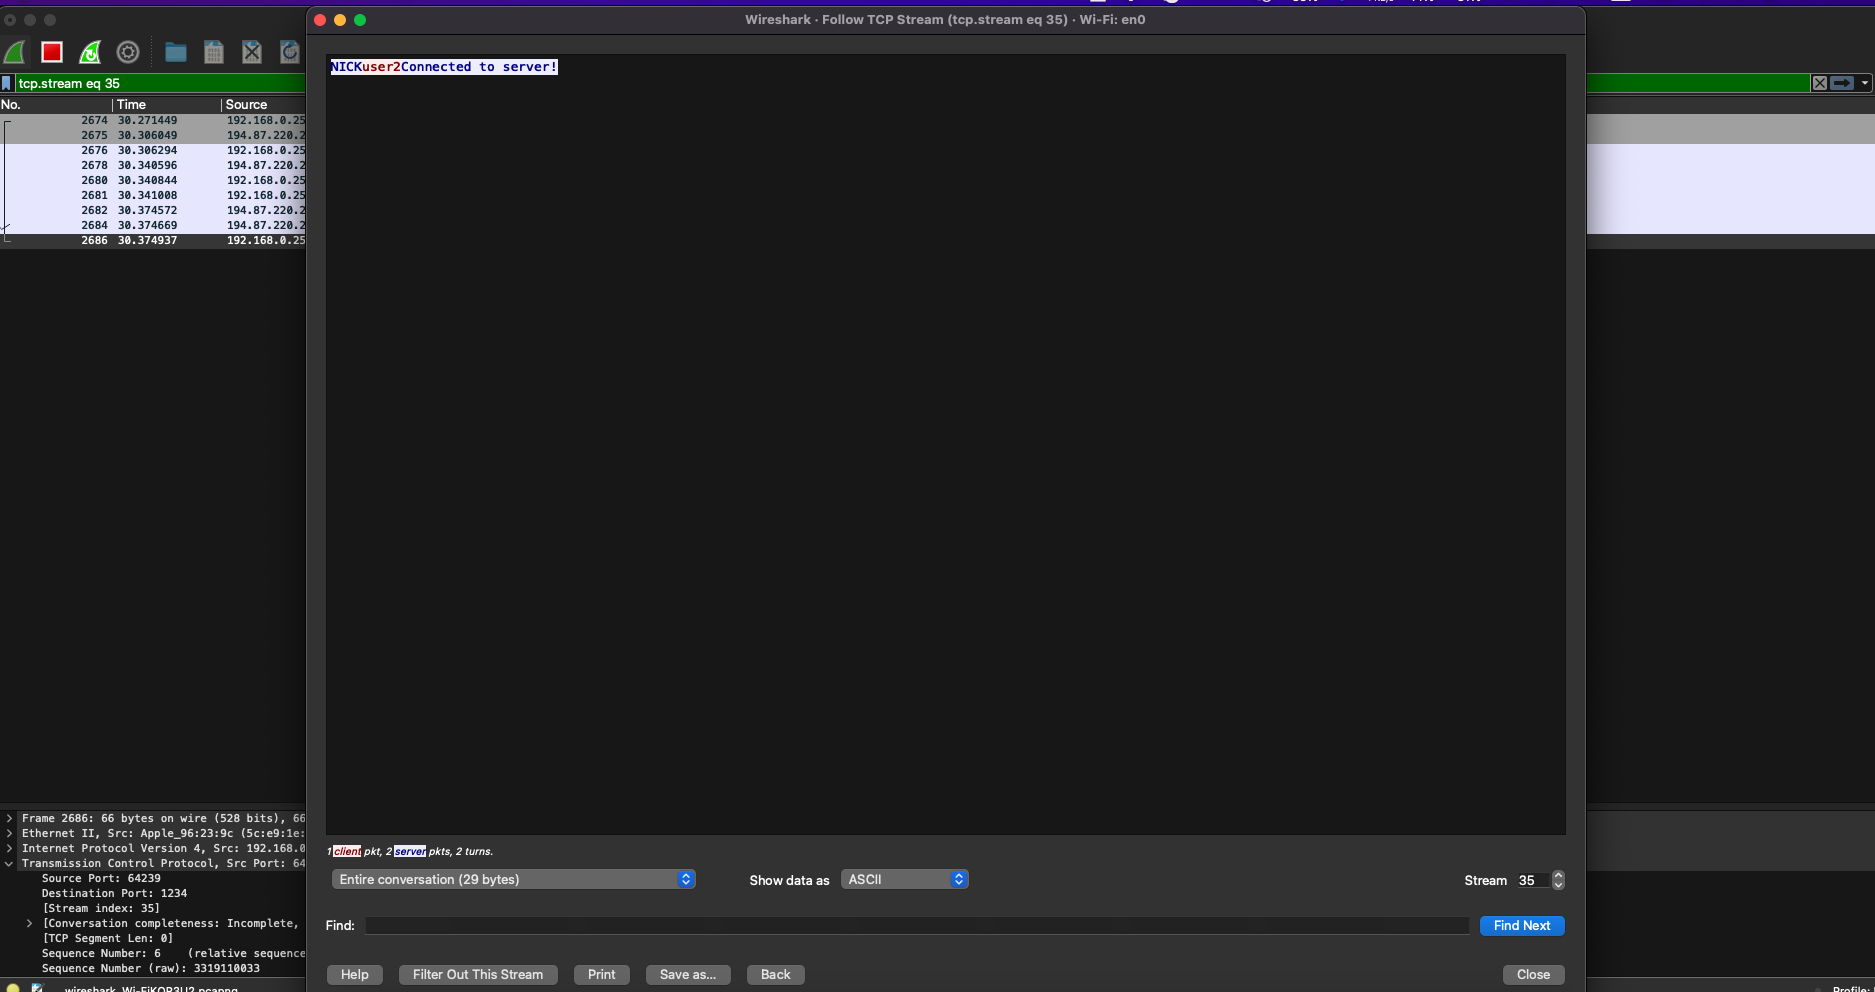 Wireshark · Follow TCP Stream (tcp.stream eq 35) · Wi-Fi: en0
tcp.stream eq 35
NICKuser2Connected to server!
No. Time Source
2674 30.271449 192.168.0.25
2675 30.306049 194.87.220.2
2676 30.306294 192.168.0.25
2678 30.340596 194.87.220.2
2680 30.340844 192.168.0.25
2681 30.341008 192.168.0.25
2682 30.374572 194.87.220.2
2684 30.374669 194.87.220.2
2686 30.374937 192.168.0.25
Frame 2686: 66 bytes on wire (528 bits), 66
Ethernet II, Src: Apple_96:23:9c (5c:e9:1e:
Internet Protocol Version 4, Src: 192.168.0
Transmission Control Protocol, Src Port: 64
Source Port: 64239
Destination Port: 1234
[Stream index: 35]
[Conversation completeness: Incomplete,
[TCP Segment Len: 0]
Sequence Number: 6 (relative sequence
Sequence Number (raw): 3319110033
1 client pkt, 2 server pkts, 2 turns.
Entire conversation (29 bytes) Show data as ASCII Stream 35
Find: Find Next
Help Filter Out This Stream Print Save as... Back Close
Profile: